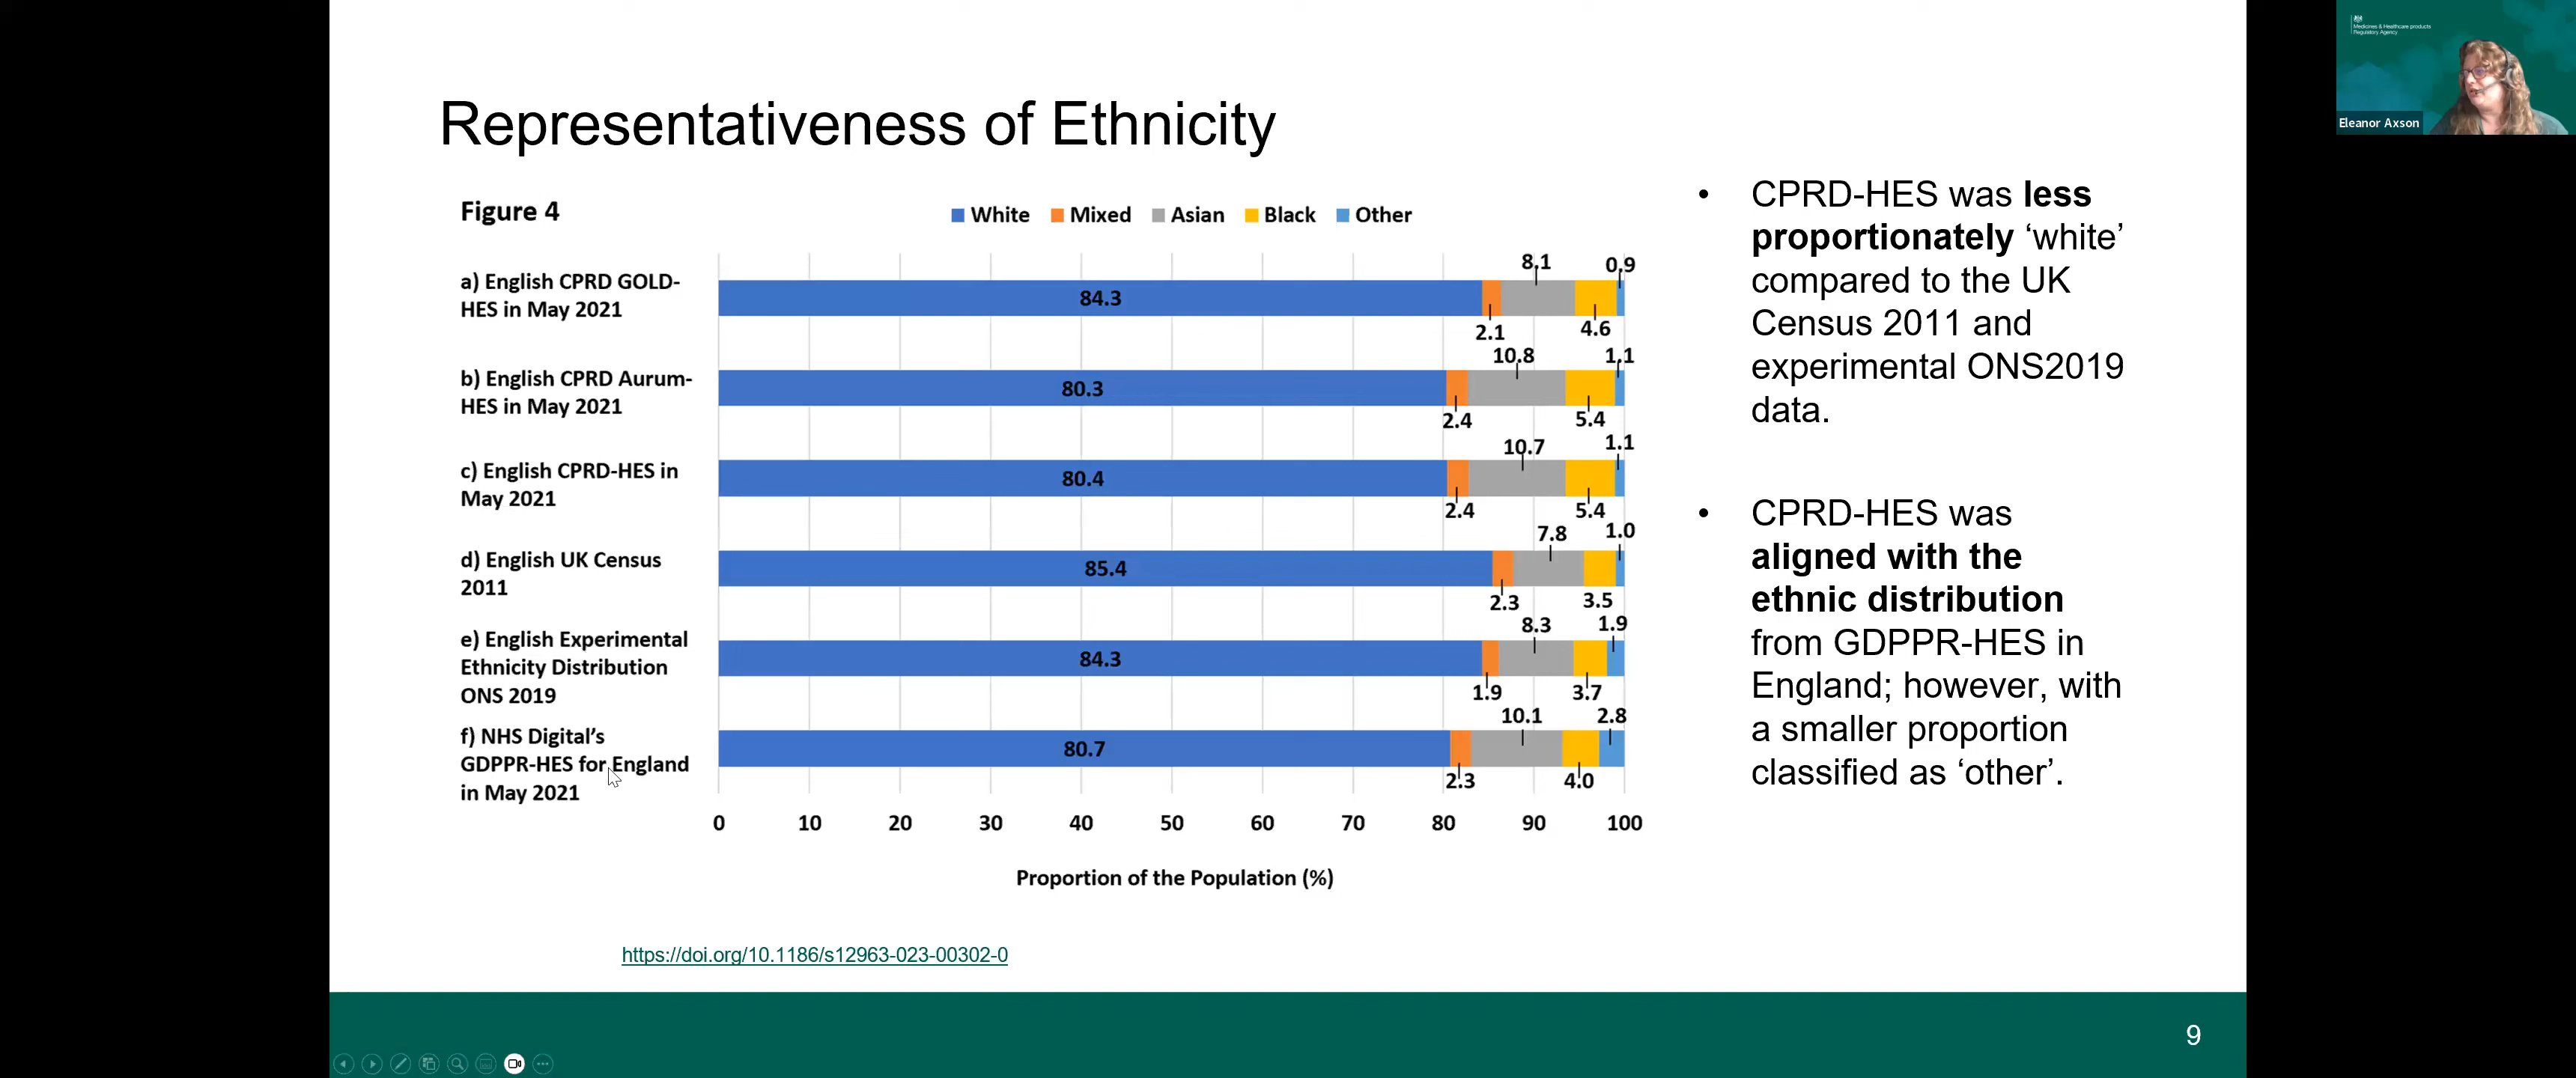 Medicines & Healthcare products
Regulatory Agency
Eleanor Axson
Representativeness of Ethnicity
Figure 4
White Mixed Asian Black Other
a) English CPRD GOLD-
HES in May 2021
84.3
2.1
8.1
4.6
0.9
b) English CPRD Aurum-
HES in May 2021
80.3
2.4
10.8
5.4
1.1
c) English CPRD-HES in
May 2021
80.4
2.4
10.7
5.4
1.1
d) English UK Census
2011
85.4
2.3
7.8
3.5
1.0
e) English Experimental
Ethnicity Distribution
ONS 2019
84.3
1.9
8.3
3.7
1.9
f) NHS Digital’s
GDPPR-HES for England
in May 2021
80.7
2.3
10.1
4.0
2.8
0 10 20 30 40 50 60 70 80 90 100
Proportion of the Population (%)
• CPRD-HES was less
proportionately ‘white’
compared to the UK
Census 2011 and
experimental ONS2019
data.
• CPRD-HES was
aligned with the
ethnic distribution
from GDPPR-HES in
England; however, with
a smaller proportion
classified as ‘other’.
https://doi.org/10.1186/s12963-023-00302-0
9